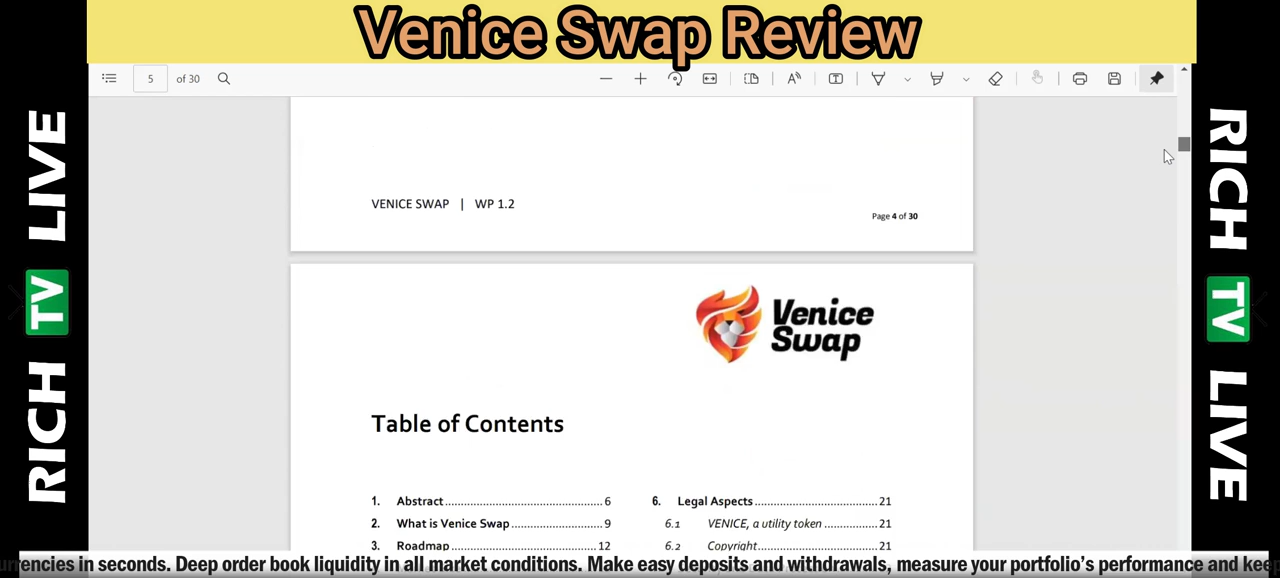 Venice Swap Review
RICH TV LIVE
5 of 30
VENICE SWAP | WP 1.2
Page 4 of 30
Venice
Swap
Table of Contents
1. Abstract 6
2. What is Venice Swap 9
3. Roadmap 12
6. Legal Aspects 21
6.1 VENICE, a utility token 21
6.2 Copyright 21
RICH TV LIVE
encies in seconds. Deep order book liquidity in all market conditions. Make easy deposits and withdrawals, measure your portfolio's performance and kee